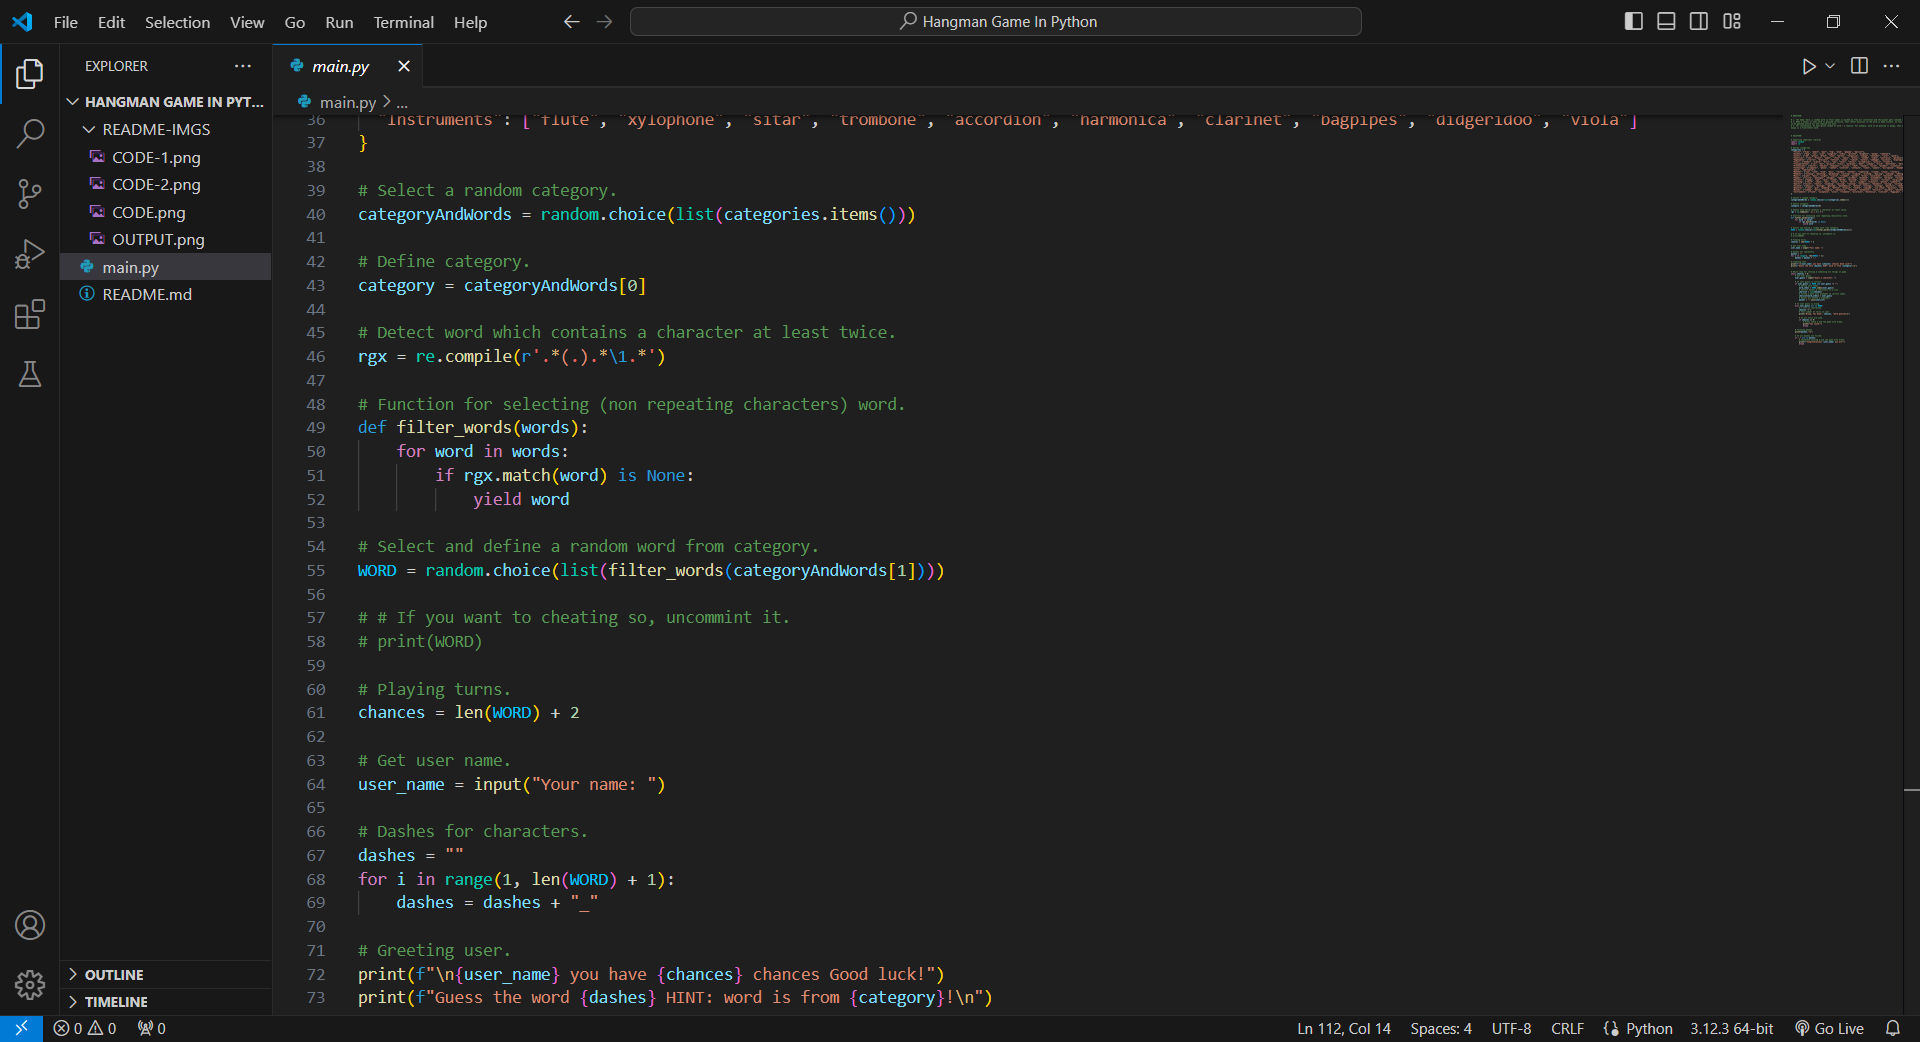 File Edit Selection View Go Run Terminal Help
Hangman Game In Python
EXPLORER
HANGMAN GAME IN PYT...
README-IMGS
CODE-1.png
CODE-2.png
CODE.png
OUTPUT.png
main.py
README.md
OUTLINE
TIMELINE
main.py
main.py > ...
36 "Instruments": ["flute", "xylophone", "sitar", "trombone", "accordion", "harmonica", "clarinet", "bagpipes", "didgeridoo", "viola"]
37 }
38
39 # Select a random category.
40 categoryAndWords = random.choice(list(categories.items()))
41
42 # Define category.
43 category = categoryAndWords[0]
44
45 # Detect word which contains a character at least twice.
46 rgx = re.compile(r'.*(.).*\1.*')
47
48 # Function for selecting (non repeating characters) word.
49 def filter_words(words):
50     for word in words:
51         if rgx.match(word) is None:
52             yield word
53
54 # Select and define a random word from category.
55 WORD = random.choice(list(filter_words(categoryAndWords[1])))
56
57 # # If you want to cheating so, uncommint it.
58 # print(WORD)
59
60 # Playing turns.
61 chances = len(WORD) + 2
62
63 # Get user name.
64 user_name = input("Your name: ")
65
66 # Dashes for characters.
67 dashes = ""
68 for i in range(1, len(WORD) + 1):
69     dashes = dashes + "_"
70
71 # Greeting user.
72 print(f"\n{user_name} you have {chances} chances Good luck!")
73 print(f"Guess the word {dashes} HINT: word is from {category}!\n")
0 0 0
Ln 112, Col 14 Spaces: 4 UTF-8 CRLF Python 3.12.3 64-bit Go Live